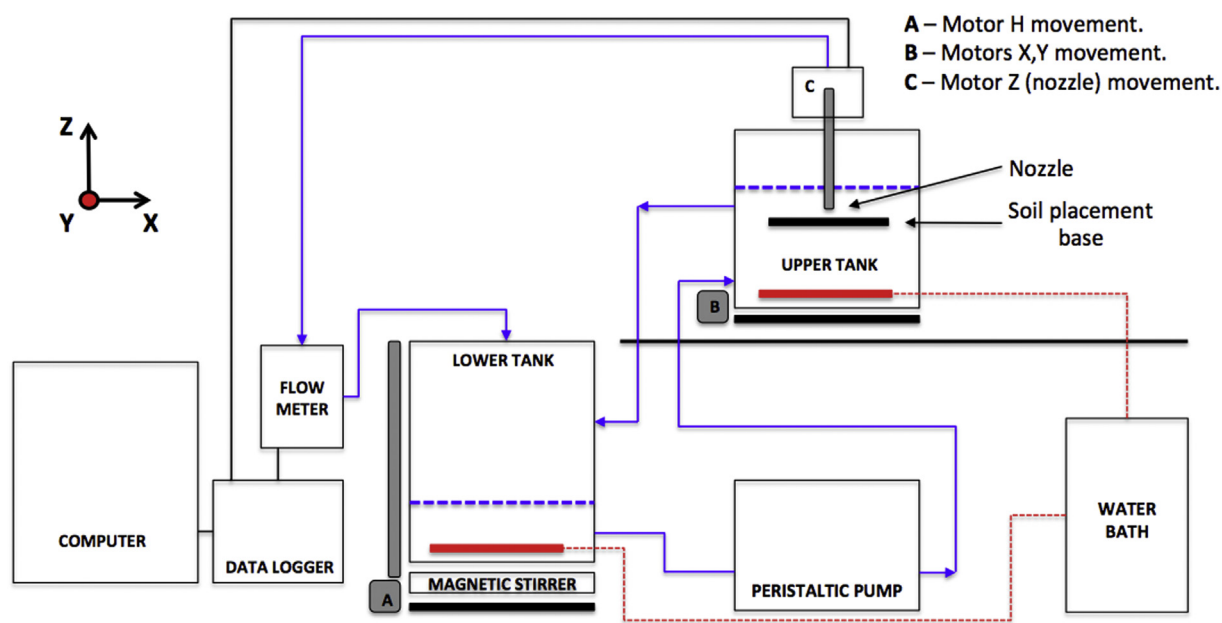 A – Motor H movement.
B – Motors X,Y movement.
C – Motor Z (nozzle) movement.
C
Z
Y
X
Nozzle
Soil placement
base
UPPER TANK
B
LOWER TANK
FLOW
METER
COMPUTER
DATA LOGGER
A
MAGNETIC STIRRER
PERISTALTIC PUMP
WATER
BATH